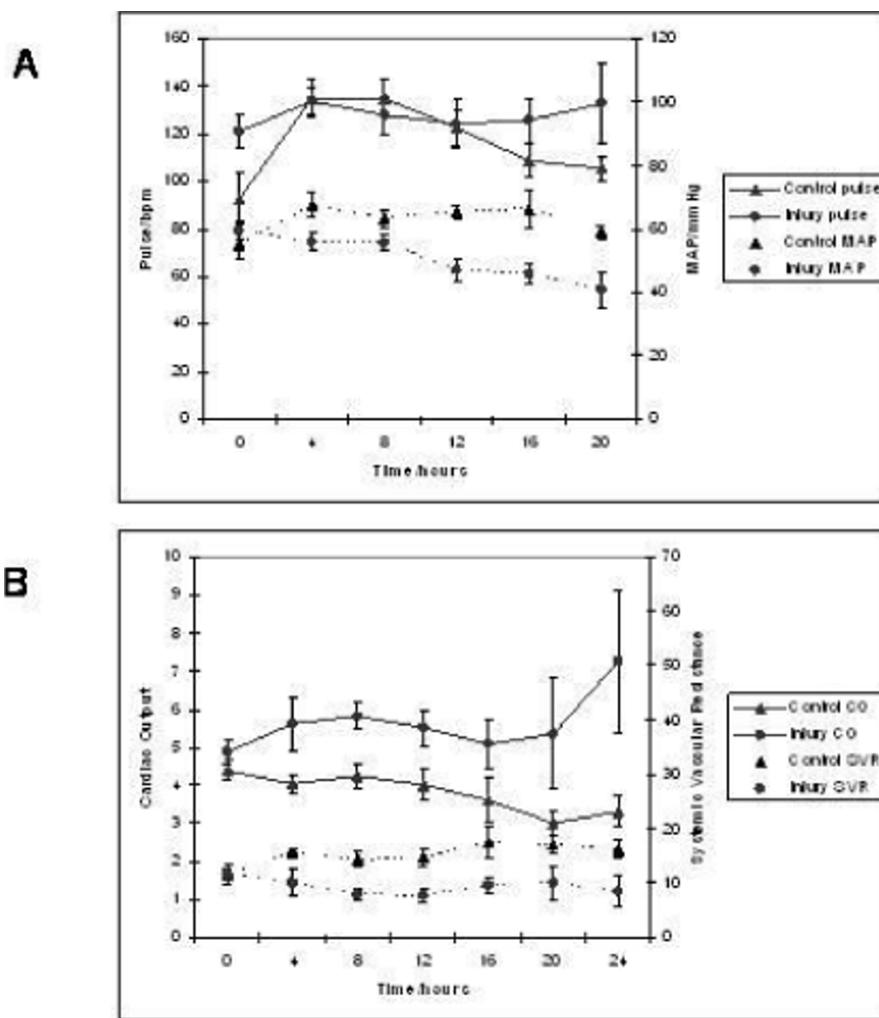 A
160
140
120
100
80
60
40
20
0
Pulse/bpm
120
100
80
60
40
20
0
MAP/mm Hg
0 4 8 12 16 20
Time/hours
Control pulse
Injury pulse
Control MAP
Injury MAP
B
10
9
8
7
6
5
4
3
2
1
0
Cardiac Output
70
60
50
40
30
20
10
0
Systemic Vascular Resistance
0 4 8 12 16 20 24
Time/hours
Control CO
Injury CO
Control SVR
Injury SVR